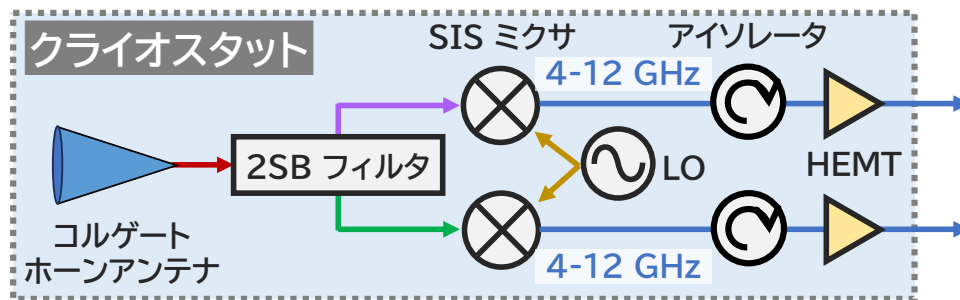 クライオスタット
SIS ミクサ
アイソレータ
4-12 GHz
2SB フィルタ
LO
HEMT
コルゲート
ホーンアンテナ
4-12 GHz